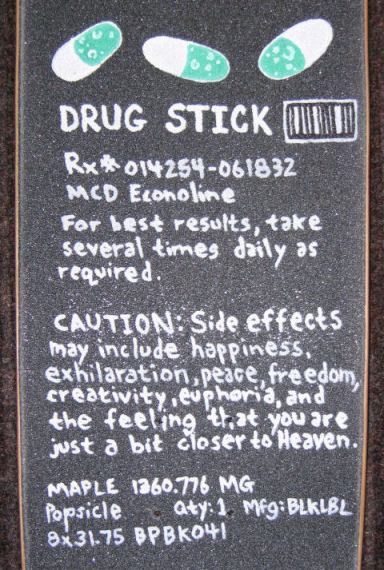 DRUG STICK
Rx* 014254-061832
MCD Econoline
For best results, take
several times daily as
required.
CAUTION: Side effects
may include happiness,
exhilaration, peace, freedom,
creativity, euphoria, and
the feeling that you are
just a bit closer to Heaven.
MAPLE 1360.776 MG
Popsicle qty: 1 Mfg: BLKLBL
8x31.75 BPBK041